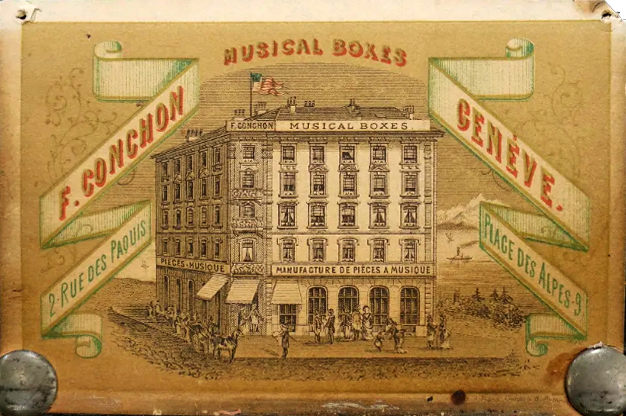 MUSICAL BOXES
F. CONCHON
GENÈVE.
F. CONCHON MUSICAL BOXES
2-RUE DES PAQUIS
PLACE DES ALPES-9
PIÈCES-MUSIQUE
MANUFACTURE DE PIÈCES A MUSIQUE